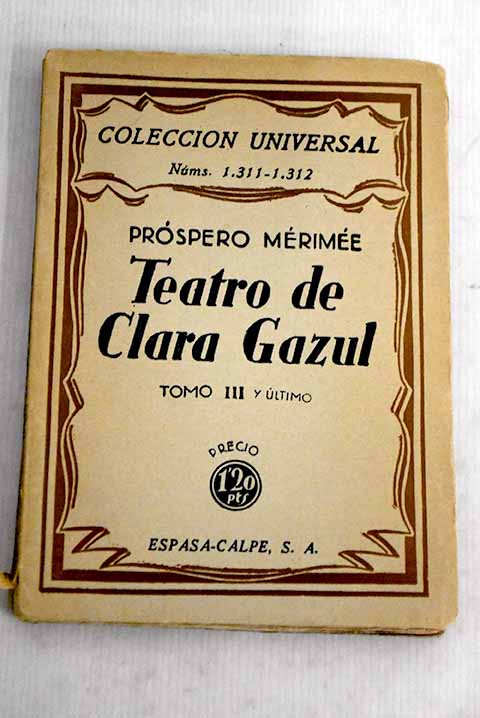 COLECCION UNIVERSAL
Núms. 1.311-1.312
PRÓSPERO MÉRIMÉE
Teatro de
Clara Gazul
TOMO III Y ÚLTIMO
PRECIO
1'20
pts
ESPASA-CALPE, S. A.